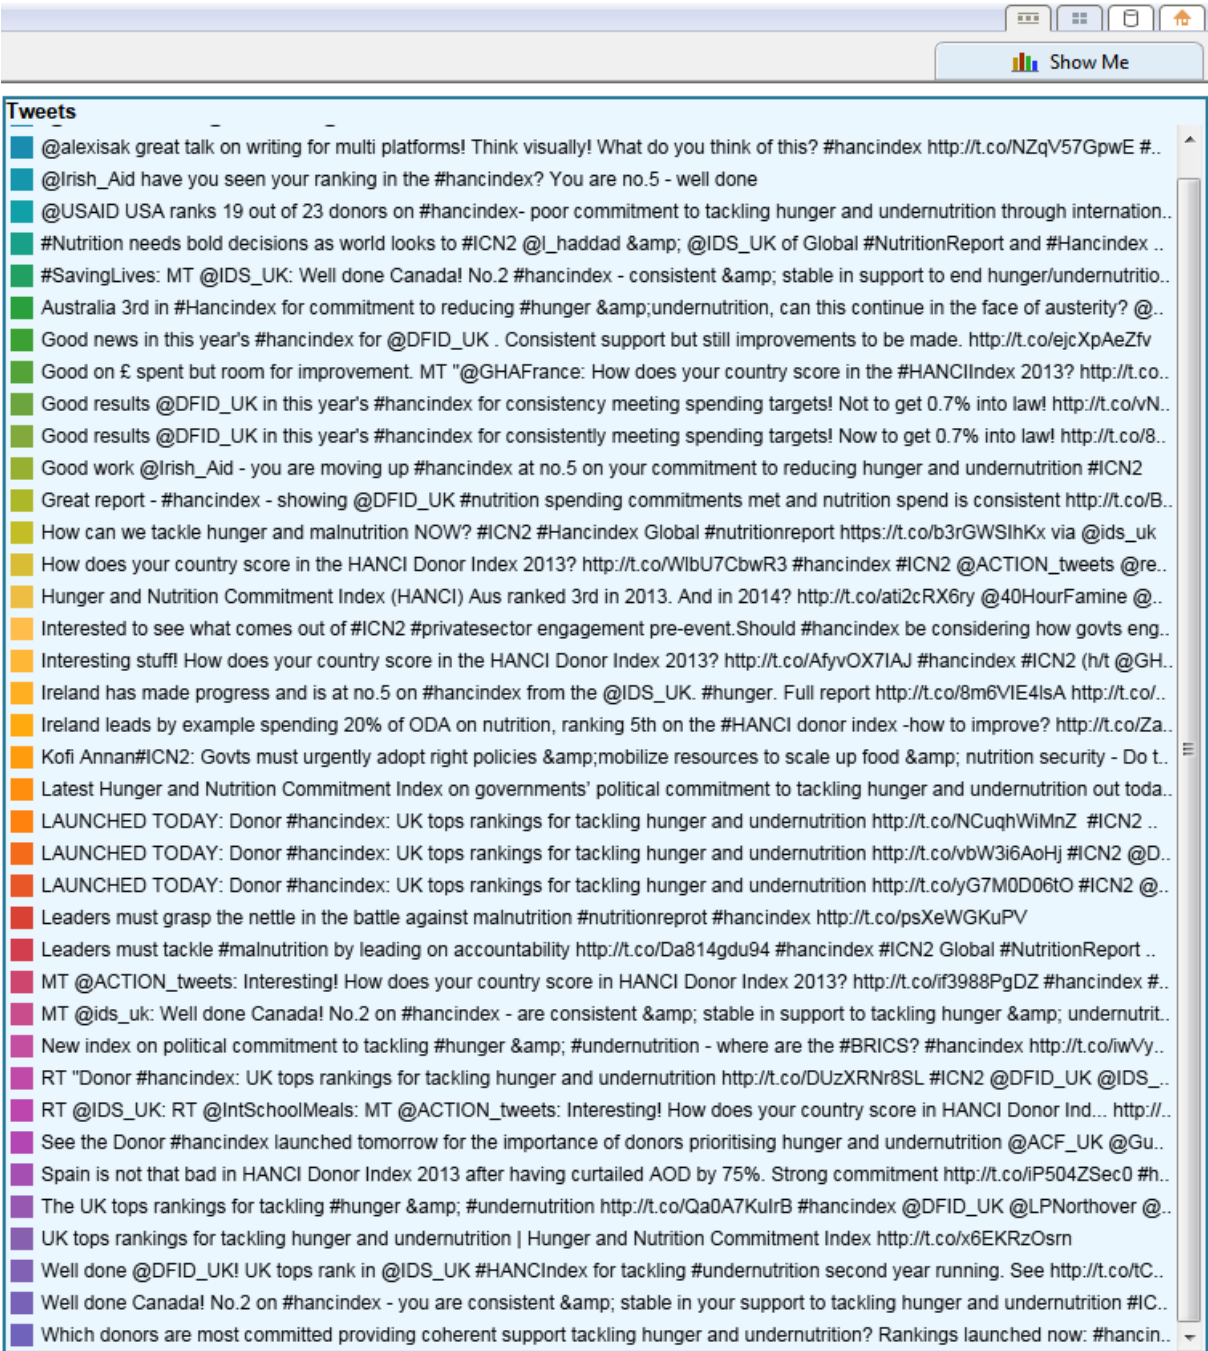 Show Me
Tweets
@alexisak great talk on writing for multi platforms! Think visually! What do you think of this? #hancindex http://t.co/NZqV57GpwE #..
@Irish_Aid have you seen your ranking in the #hancindex? You are no.5 - well done
@USAID USA ranks 19 out of 23 donors on #hancindex- poor commitment to tackling hunger and undernutrition through internation..
#Nutrition needs bold decisions as world looks to #ICN2 @l_haddad &amp; @IDS_UK of Global #NutritionReport and #Hancindex ..
#SavingLives: MT @IDS_UK: Well done Canada! No.2 #hancindex - consistent &amp; stable in support to end hunger/undernutritio..
Australia 3rd in #Hancindex for commitment to reducing #hunger &amp;undernutrition, can this continue in the face of austerity? @..
Good news in this year's #hancindex for @DFID_UK . Consistent support but still improvements to be made. http://t.co/ejcXpAeZfv
Good on £ spent but room for improvement. MT "@GHAFrance: How does your country score in the #HANCIIndex 2013? http://t.co..
Good results @DFID_UK in this year's #hancindex for consistency meeting spending targets! Not to get 0.7% into law! http://t.co/vN..
Good results @DFID_UK in this year's #hancindex for consistently meeting spending targets! Now to get 0.7% into law! http://t.co/8..
Good work @Irish_Aid - you are moving up #hancindex at no.5 on your commitment to reducing hunger and undernutrition #ICN2
Great report - #hancindex - showing @DFID_UK #nutrition spending commitments met and nutrition spend is consistent http://t.co/B..
How can we tackle hunger and malnutrition NOW? #ICN2 #Hancindex Global #nutritionreport https://t.co/b3rGWSIhKx via @ids_uk
How does your country score in the HANCI Donor Index 2013? http://t.co/WlbU7CbwR3 #hancindex #ICN2 @ACTION_tweets @re..
Hunger and Nutrition Commitment Index (HANCI) Aus ranked 3rd in 2013. And in 2014? http://t.co/ati2cRX6ry @40HourFamine @..
Interested to see what comes out of #ICN2 #privatesector engagement pre-event.Should #hancindex be considering how govts eng..
Interesting stuff! How does your country score in the HANCI Donor Index 2013? http://t.co/AfyvOX7IAJ #hancindex #ICN2 (h/t @GH..
Ireland has made progress and is at no.5 on #hancindex from the @IDS_UK. #hunger. Full report http://t.co/8m6VIE4lsA http://t.co/..
Ireland leads by example spending 20% of ODA on nutrition, ranking 5th on the #HANCI donor index -how to improve? http://t.co/Za..
Kofi Annan#ICN2: Govts must urgently adopt right policies &amp;mobilize resources to scale up food &amp; nutrition security - Do t..
Latest Hunger and Nutrition Commitment Index on governments' political commitment to tackling hunger and undernutrition out toda..
LAUNCHED TODAY: Donor #hancindex: UK tops rankings for tackling hunger and undernutrition http://t.co/NCuqhWiMnZ #ICN2 ..
LAUNCHED TODAY: Donor #hancindex: UK tops rankings for tackling hunger and undernutrition http://t.co/vbW3i6AoHj #ICN2 @D..
LAUNCHED TODAY: Donor #hancindex: UK tops rankings for tackling hunger and undernutrition http://t.co/yG7M0D06tO #ICN2 @..
Leaders must grasp the nettle in the battle against malnutrition #nutritionreprot #hancindex http://t.co/psXeWGKuPV
Leaders must tackle #malnutrition by leading on accountability http://t.co/Da814gdu94 #hancindex #ICN2 Global #NutritionReport ..
MT @ACTION_tweets: Interesting! How does your country score in HANCI Donor Index 2013? http://t.co/if3988PgDZ #hancindex #..
MT @ids_uk: Well done Canada! No.2 on #hancindex - are consistent &amp; stable in support to tackling hunger &amp; undernutrit..
New index on political commitment to tackling #hunger &amp; #undernutrition - where are the #BRICS? #hancindex http://t.co/iwVy..
RT "Donor #hancindex: UK tops rankings for tackling hunger and undernutrition http://t.co/DUzXRNr8SL #ICN2 @DFID_UK @IDS_..
RT @IDS_UK: RT @IntSchoolMeals: MT @ACTION_tweets: Interesting! How does your country score in HANCI Donor Ind... http://..
See the Donor #hancindex launched tomorrow for the importance of donors prioritising hunger and undernutrition @ACF_UK @Gu..
Spain is not that bad in HANCI Donor Index 2013 after having curtailed AOD by 75%. Strong commitment http://t.co/iP504ZSec0 #h..
The UK tops rankings for tackling #hunger &amp; #undernutrition http://t.co/Qa0A7KuIrB #hancindex @DFID_UK @LPNorthover @..
UK tops rankings for tackling hunger and undernutrition | Hunger and Nutrition Commitment Index http://t.co/x6EKRzOsrn
Well done @DFID_UK! UK tops rank in @IDS_UK #HANCIndex for tackling #undernutrition second year running. See http://t.co/tC..
Well done Canada! No.2 on #hancindex - you are consistent &amp; stable in your support to tackling hunger and undernutrition #IC..
Which donors are most committed providing coherent support tackling hunger and undernutrition? Rankings launched now: #hancin..